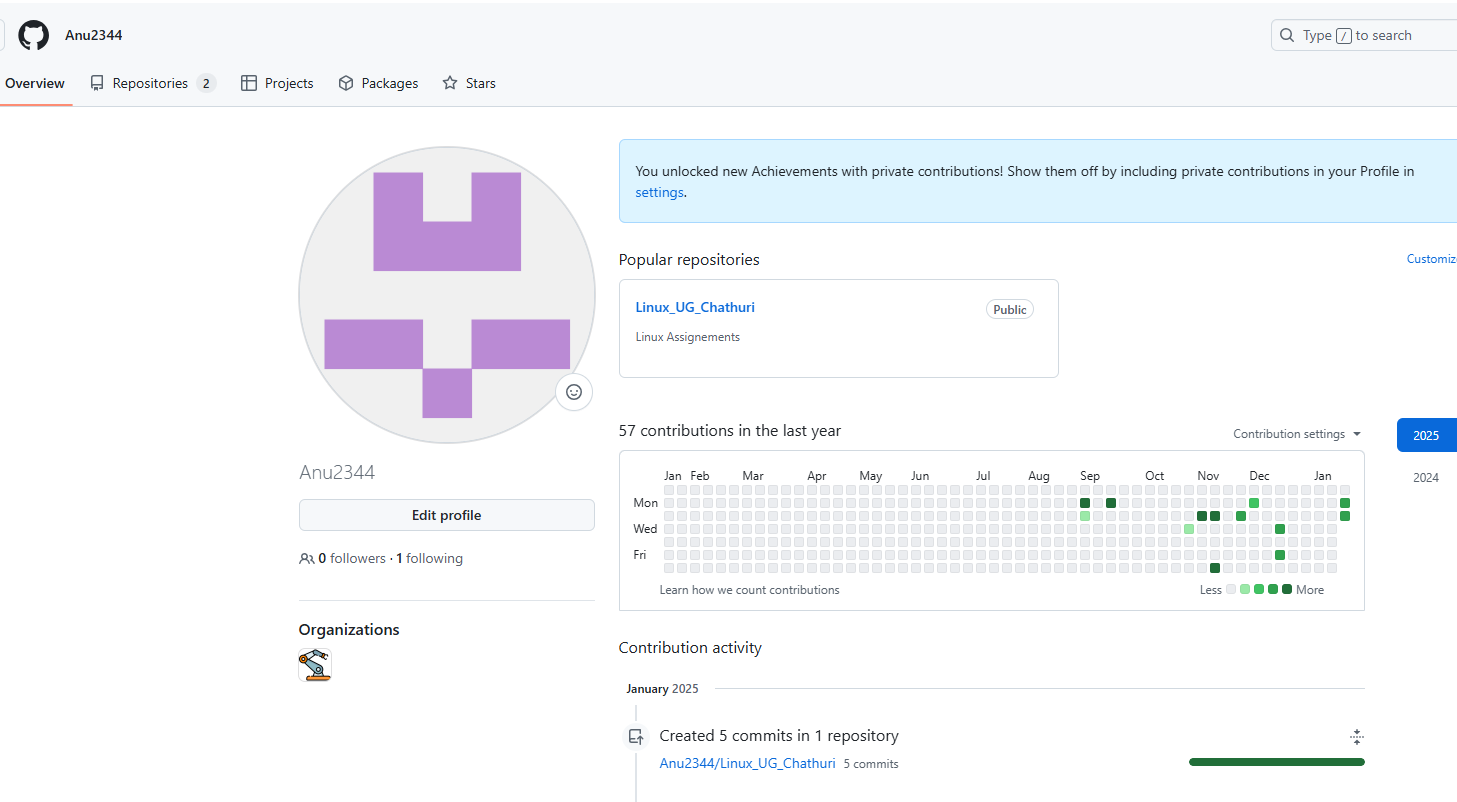 Anu2344
Type / to search
Overview Repositories 2 Projects Packages Stars
You unlocked new Achievements with private contributions! Show them off by including private contributions in your Profile in
settings.
Popular repositories
Customiz
Linux_UG_Chathuri Public
Linux Assignements
57 contributions in the last year
Contribution settings
2025
2024
Jan Feb Mar Apr May Jun Jul Aug Sep Oct Nov Dec Jan
Mon
Wed
Fri
Learn how we count contributions
Less More
Anu2344
Edit profile
0 followers · 1 following
Organizations
Contribution activity
January 2025
Created 5 commits in 1 repository
Anu2344/Linux_UG_Chathuri 5 commits